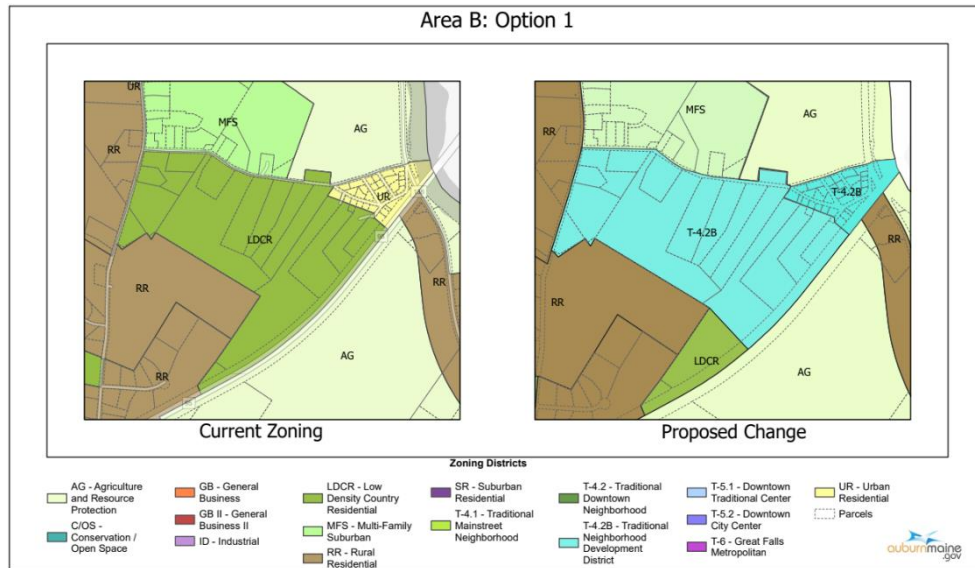 Area B: Option 1
UR
MFS
AG
RR
UR
LDCR
RR
RR
AG
RR
Current Zoning
MFS
AG
RR
T-4.2B
T-4.2B
RR
RR
LDCR
AG
Proposed Change
Zoning Districts
AG - Agriculture
and Resource
Protection
C/OS -
Conservation /
Open Space
GB - General
Business
GB II - General
Business II
ID - Industrial
LDCR - Low
Density Country
Residential
MFS - Multi-Family
Suburban
RR - Rural
Residential
SR - Suburban
Residential
T-4.1 - Traditional
Mainstreet
Neighborhood
T-4.2 - Traditional
Downtown
Neighborhood
T-4.2B - Traditional
Neighborhood
Development
District
T-5.1 - Downtown
Traditional Center
T-5.2 - Downtown
City Center
T-6 - Great Falls
Metropolitan
UR - Urban
Residential
Parcels
auburnmaine
.gov